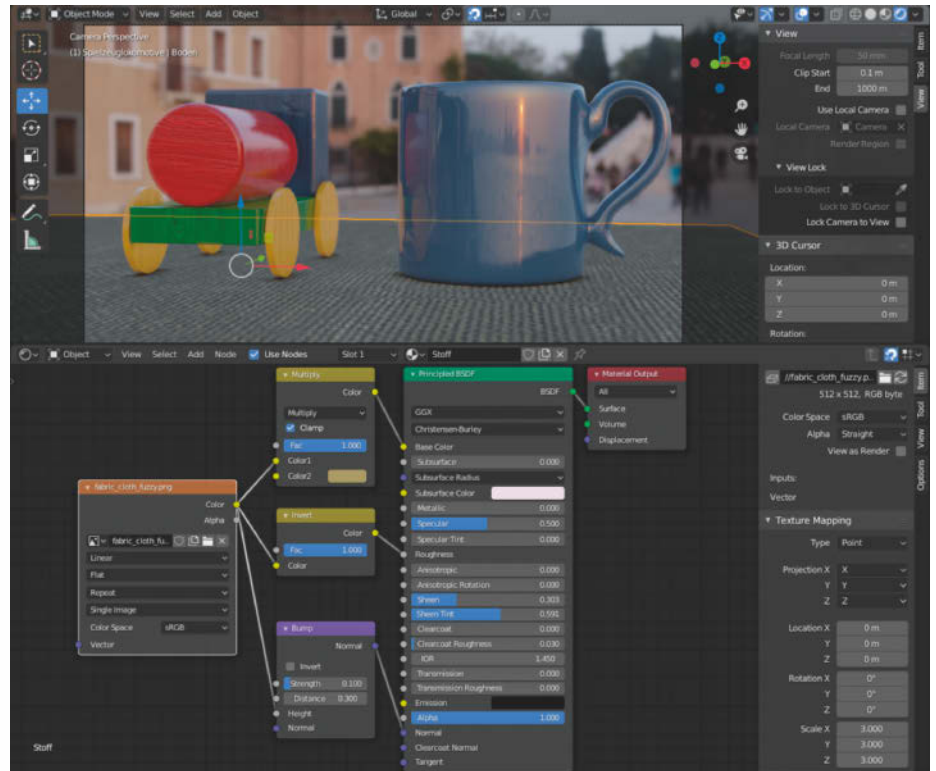 Object Mode View Select Add Object Global
Camera Perspective
(1) Spielzeuglokomotive | Boden
View
Focal Length 50 mm
Clip Start 0.1 m
End 1000 m
Use Local Camera
Local Camera Camera
Render Region
View Lock
Lock to Object
Lock to 3D Cursor
Lock Camera to View
3D Cursor
Location:
X 0 m
Y 0 m
Z 0 m
Rotation:
Item
Tool
View
Object View Select Add Node Use Nodes Slot 1 Stoff
fabric_cloth_fuzzy.png
Color
Alpha
fabric_cloth_fu...
Linear
Flat
Repeat
Single Image
Color Space sRGB
Vector
Multiply
Color
Multiply
Clamp
Fac 1.000
Color1
Color2
Invert
Color
Fac 1.000
Color
Bump
Normal
Invert
Strength 0.100
Distance 0.300
Height
Normal
Principled BSDF
BSDF
GGX
Christensen-Burley
Base Color
Subsurface 0.000
Subsurface Radius
Subsurface Color
Metallic 0.000
Specular 0.500
Specular Tint 0.000
Roughness
Anisotropic 0.000
Anisotropic Rotation 0.000
Sheen 0.303
Sheen Tint 0.591
Clearcoat 0.000
Clearcoat Roughness 0.030
IOR 1.450
Transmission 0.000
Transmission Roughness 0.000
Emission
Alpha 1.000
Normal
Clearcoat Normal
Tangent
Material Output
All
Surface
Volume
Displacement
//fabric_cloth_fuzzy.p...
512 x 512, RGB byte
Color Space sRGB
Alpha Straight
View as Render
Inputs:
Vector
Texture Mapping
Type Point
Projection X X
Y Y
Z Z
Location X 0 m
Y 0 m
Z 0 m
Rotation X 0°
Y 0°
Z 0°
Scale X 3.000
Y 3.000
Z 3.000
Item
Tool
View
Options
Stoff